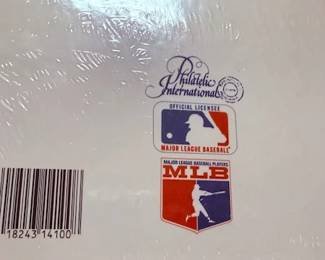 Philatelic
International
OFFICIAL LICENSEE
MAJOR LEAGUE BASEBALL
MAJOR LEAGUE BASEBALL PLAYERS
MLB
18243 14100